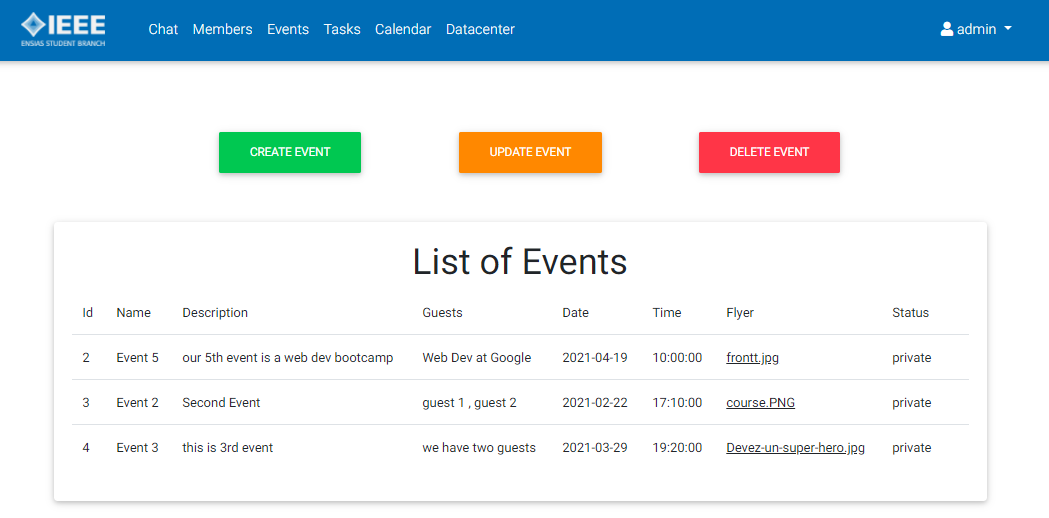 IEEE
ENSIAS STUDENT BRANCH
Chat Members Events Tasks Calendar Datacenter admin
CREATE EVENT UPDATE EVENT DELETE EVENT
List of Events
Id Name Description Guests Date Time Flyer Status
2 Event 5 our 5th event is a web dev bootcamp Web Dev at Google 2021-04-19 10:00:00 frontt.jpg private
3 Event 2 Second Event guest 1 , guest 2 2021-02-22 17:10:00 course.PNG private
4 Event 3 this is 3rd event we have two guests 2021-03-29 19:20:00 Devez-un-super-hero.jpg private